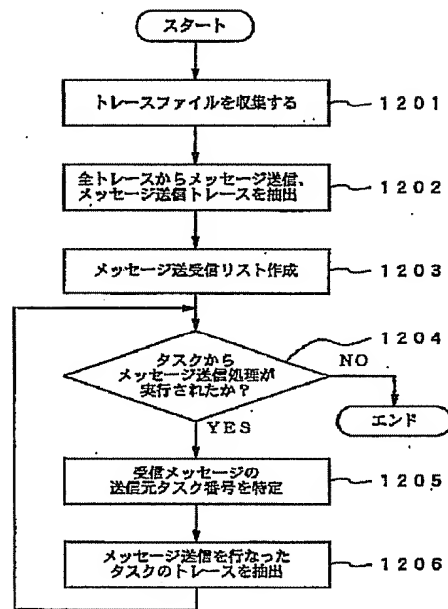 スタート
トレースファイルを収集する
1201
全トレースからメッセージ送信、
メッセージ送信トレースを抽出
1202
メッセージ送受信リスト作成
1203
1204
タスクから
メッセージ送信処理が
実行されたか?
NO
YES
エンド
受信メッセージの
送信元タスク番号を特定
1205
メッセージ送信を行なった
タスクのトレースを抽出
1206